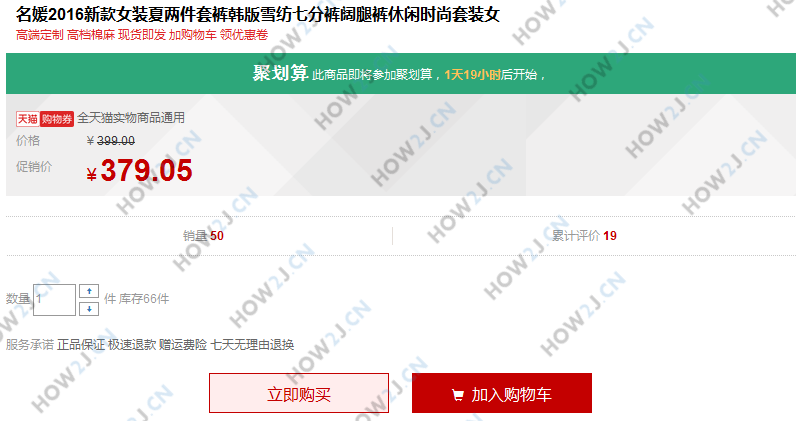 名媛2016新款女装夏两件套裤韩版雪纺七分裤阔腿裤休闲时尚套装女
高端定制 高档棉麻 现货即发 加购物车 领优惠卷
聚划算 此商品即将参加聚划算，1天19小时后开始，
天猫 购物券 全天猫实物商品通用
价格 ¥ 399.00
促销价 ¥ 379.05
销量 50 累计评价 19
数量 1 件 库存66件
服务承诺 正品保证 极速退款 赠运费险 七天无理由退换
立即购买 加入购物车
HOW2J.CN